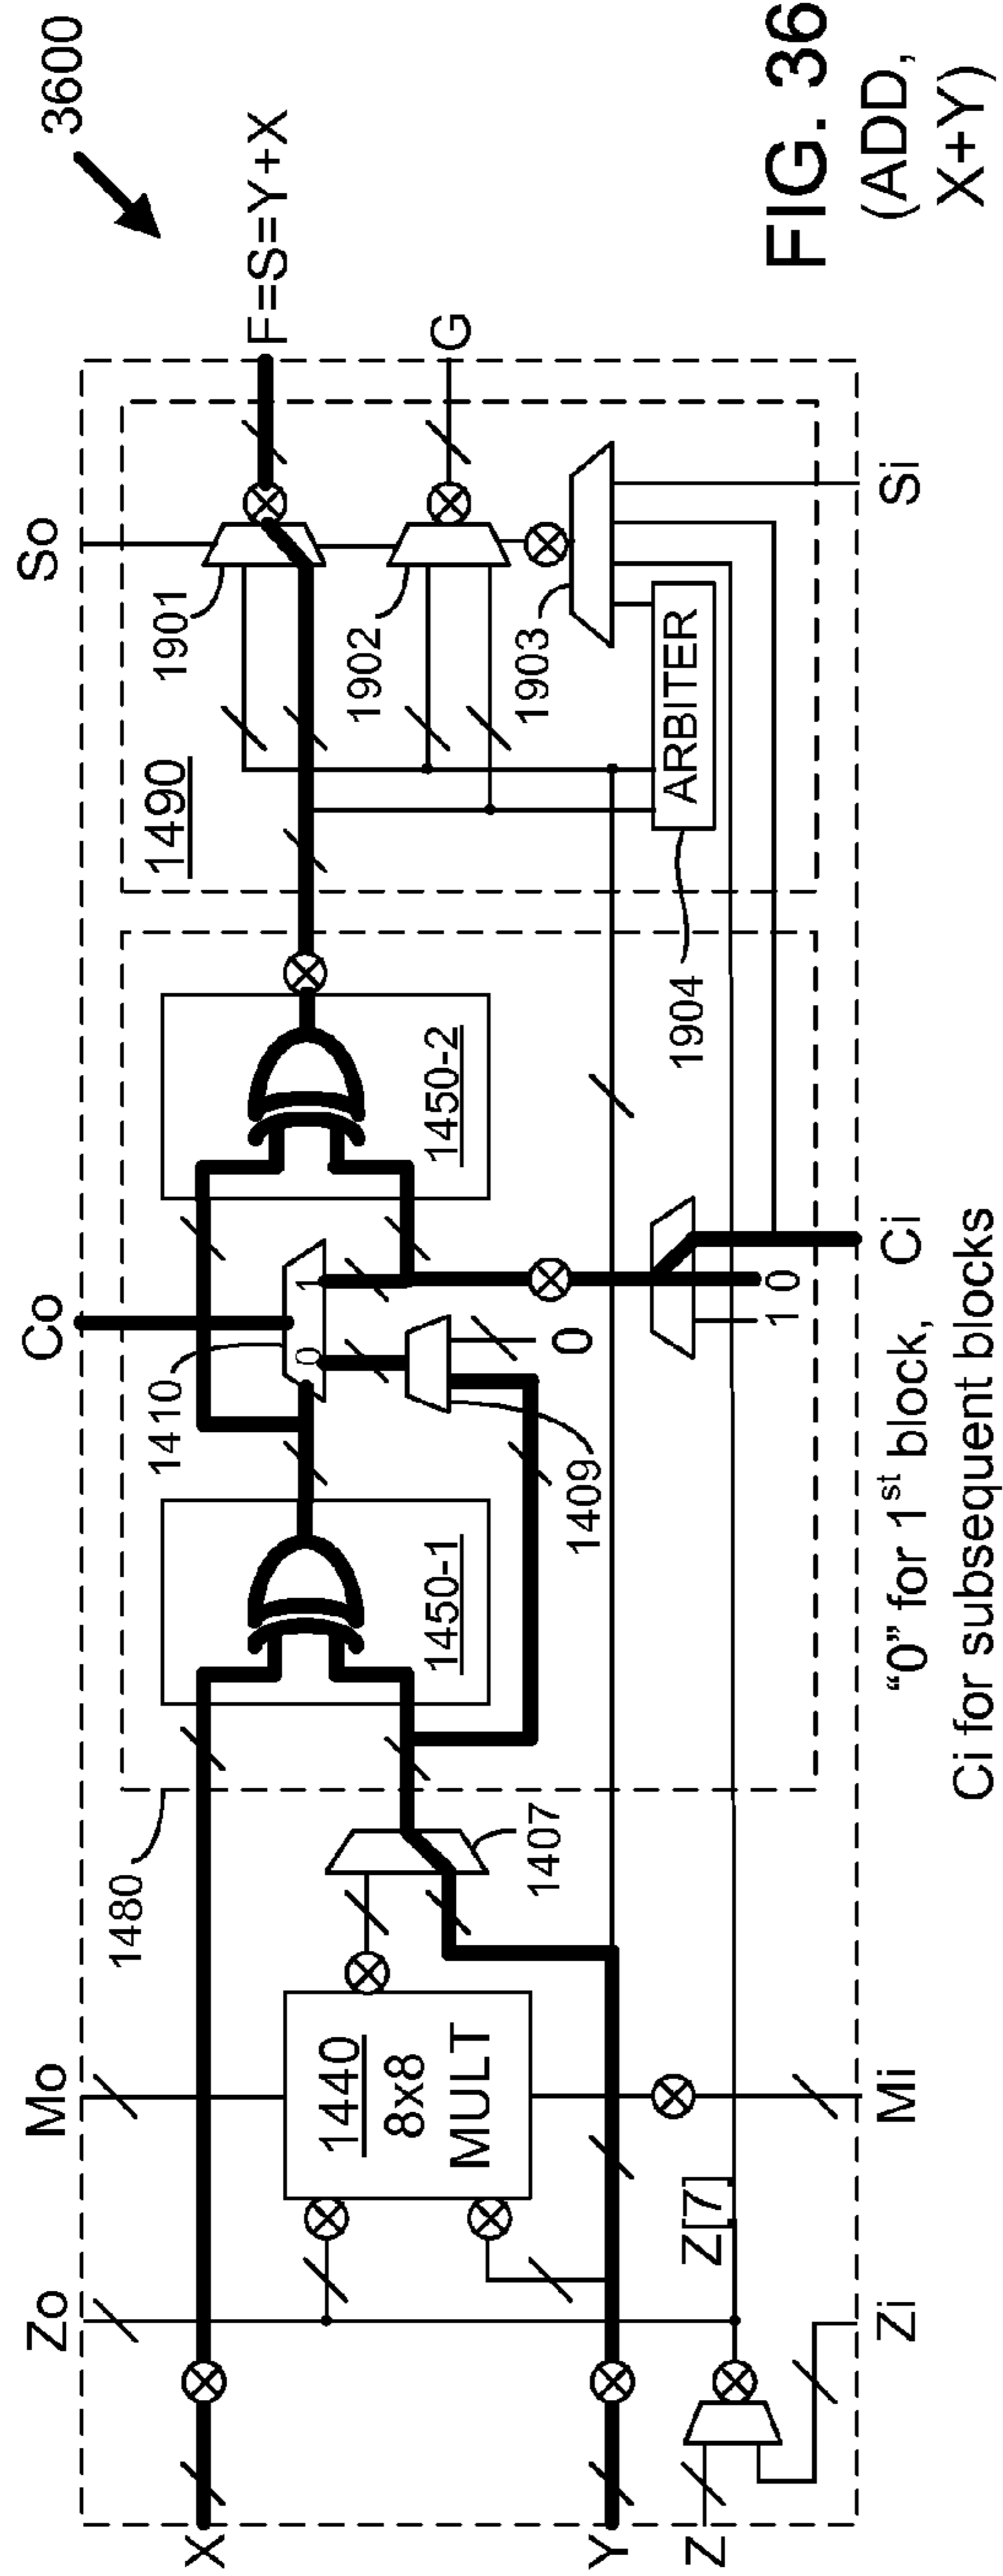 3600
So
Co
Mo
Zo
F=S=Y+X
G
1901
1902
1903
1490
ARBITER
1904
1450-2
1410
1
0
1409
0
1 0
1450-1
1480
1407
1440
8x8
MULT
Z[7]
X
Y
Z
Zi
Mi
Ci
Si
"0" for 1st block,
Ci for subsequent blocks
FIG. 36
(ADD,
X+Y)